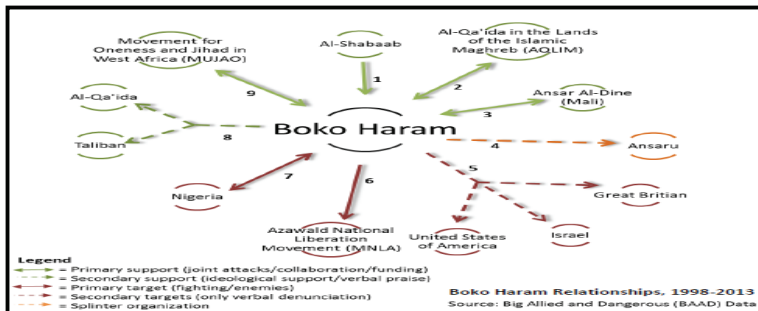 Movement for
Oneness and Jihad in
West Africa (MUJAO)
Al-Shabaab
Al-Qa'ida in the Lands
of the Islamic
Maghreb (AQLIM)
Al-Qa'ida
Taliban
Ansar Al-Dine
(Mali)
Boko Haram
Ansaru
Nigeria
Azawald National
Liberation
Movement (MNLA)
United States
of America
Israel
Great Britian
1
2
3
4
5
6
7
8
9
Legend
= Primary support (joint attacks/collaboration/funding)
= Secondary support (ideological support/verbal praise)
= Primary target (fighting/enemies)
= Secondary targets (only verbal denunciation)
= Splinter organization
Boko Haram Relationships, 1998-2013
Source: Big Allied and Dangerous (BAAD) Data